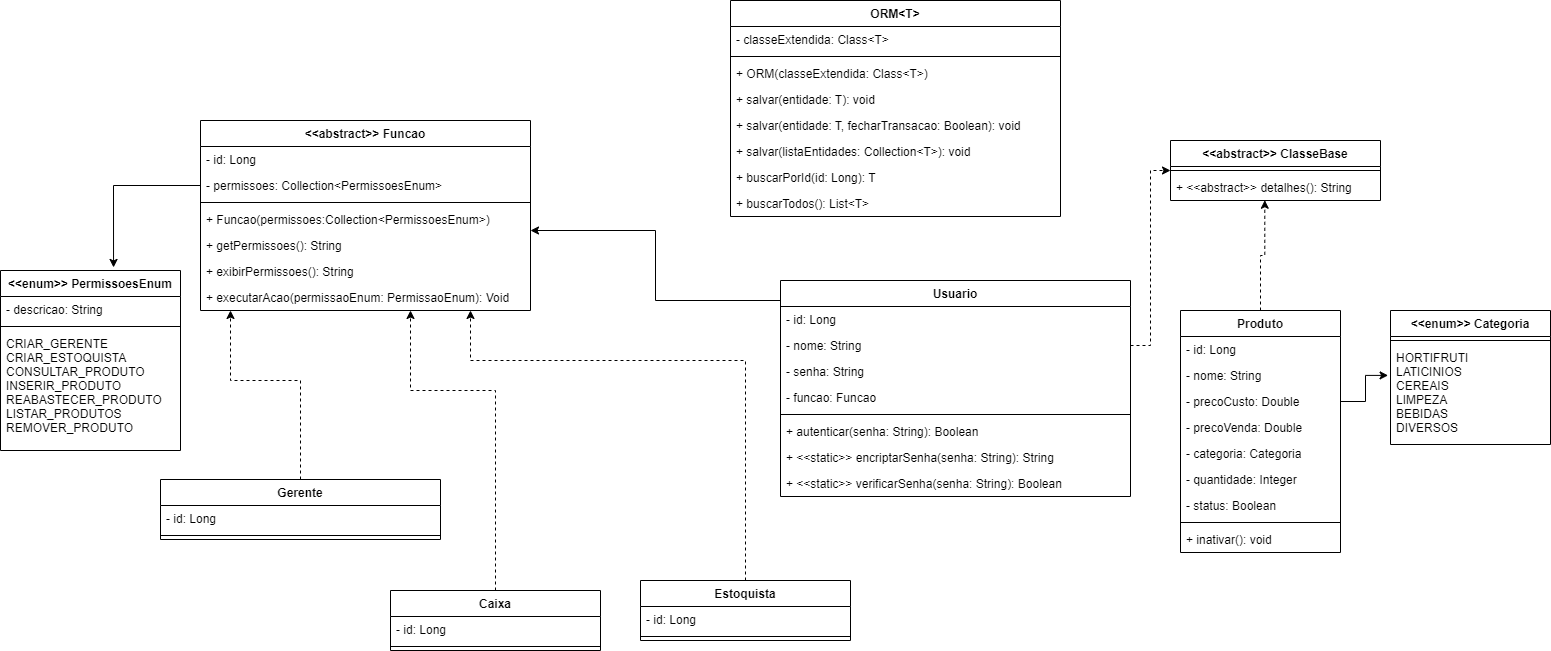 ORM<T>
- classeExtendida: Class<T>
+ ORM(classeExtendida: Class<T>)
+ salvar(entidade: T): void
+ salvar(entidade: T, fecharTransacao: Boolean): void
+ salvar(listaEntidades: Collection<T>): void
+ buscarPorId(id: Long): T
+ buscarTodos(): List<T>
<<abstract>> Funcao
- id: Long
- permissoes: Collection<PermissoesEnum>
+ Funcao(permissoes:Collection<PermissoesEnum>)
+ getPermissoes(): String
+ exibirPermissoes(): String
+ executarAcao(permissaoEnum: PermissaoEnum): Void
<<abstract>> ClasseBase
+ <<abstract>> detalhes(): String
<<enum>> PermissoesEnum
- descricao: String
CRIAR_GERENTE
CRIAR_ESTOQUISTA
CONSULTAR_PRODUTO
INSERIR_PRODUTO
REABASTECER_PRODUTO
LISTAR_PRODUTOS
REMOVER_PRODUTO
Usuario
- id: Long
- nome: String
- senha: String
- funcao: Funcao
+ autenticar(senha: String): Boolean
+ <<static>> encriptarSenha(senha: String): String
+ <<static>> verificarSenha(senha: String): Boolean
Produto
- id: Long
- nome: String
- precoCusto: Double
- precoVenda: Double
- categoria: Categoria
- quantidade: Integer
- status: Boolean
+ inativar(): void
<<enum>> Categoria
HORTIFRUTI
LATICINIOS
CEREAIS
LIMPEZA
BEBIDAS
DIVERSOS
Gerente
- id: Long
Caixa
- id: Long
Estoquista
- id: Long